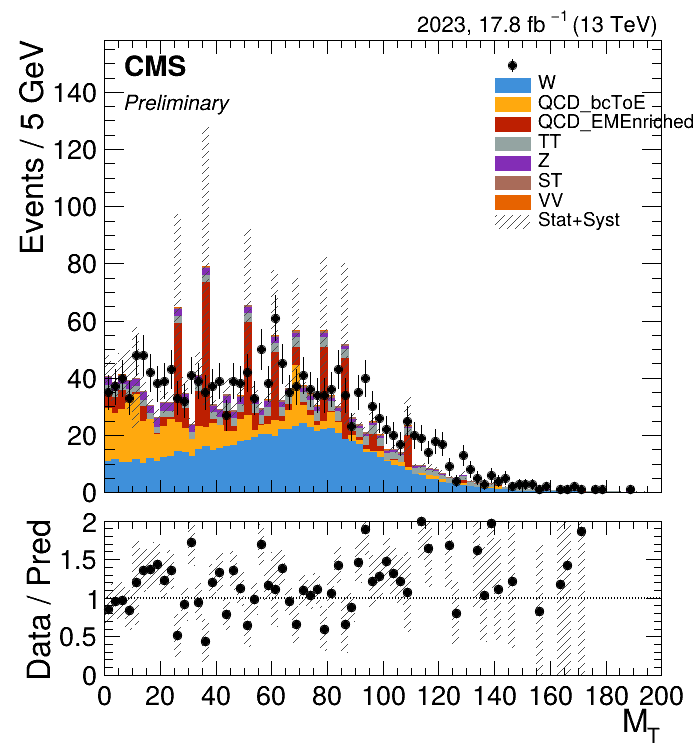 2023, 17.8 fb⁻¹ (13 TeV)
CMS
Preliminary
W
QCD_bcToE
QCD_EMEnriched
TT
Z
ST
VV
Stat+Syst
Events / 5 GeV
140
120
100
80
60
40
20
0
Data / Pred
2
1.5
1
0.5
0
0 20 40 60 80 100 120 140 160 180 200
M_T